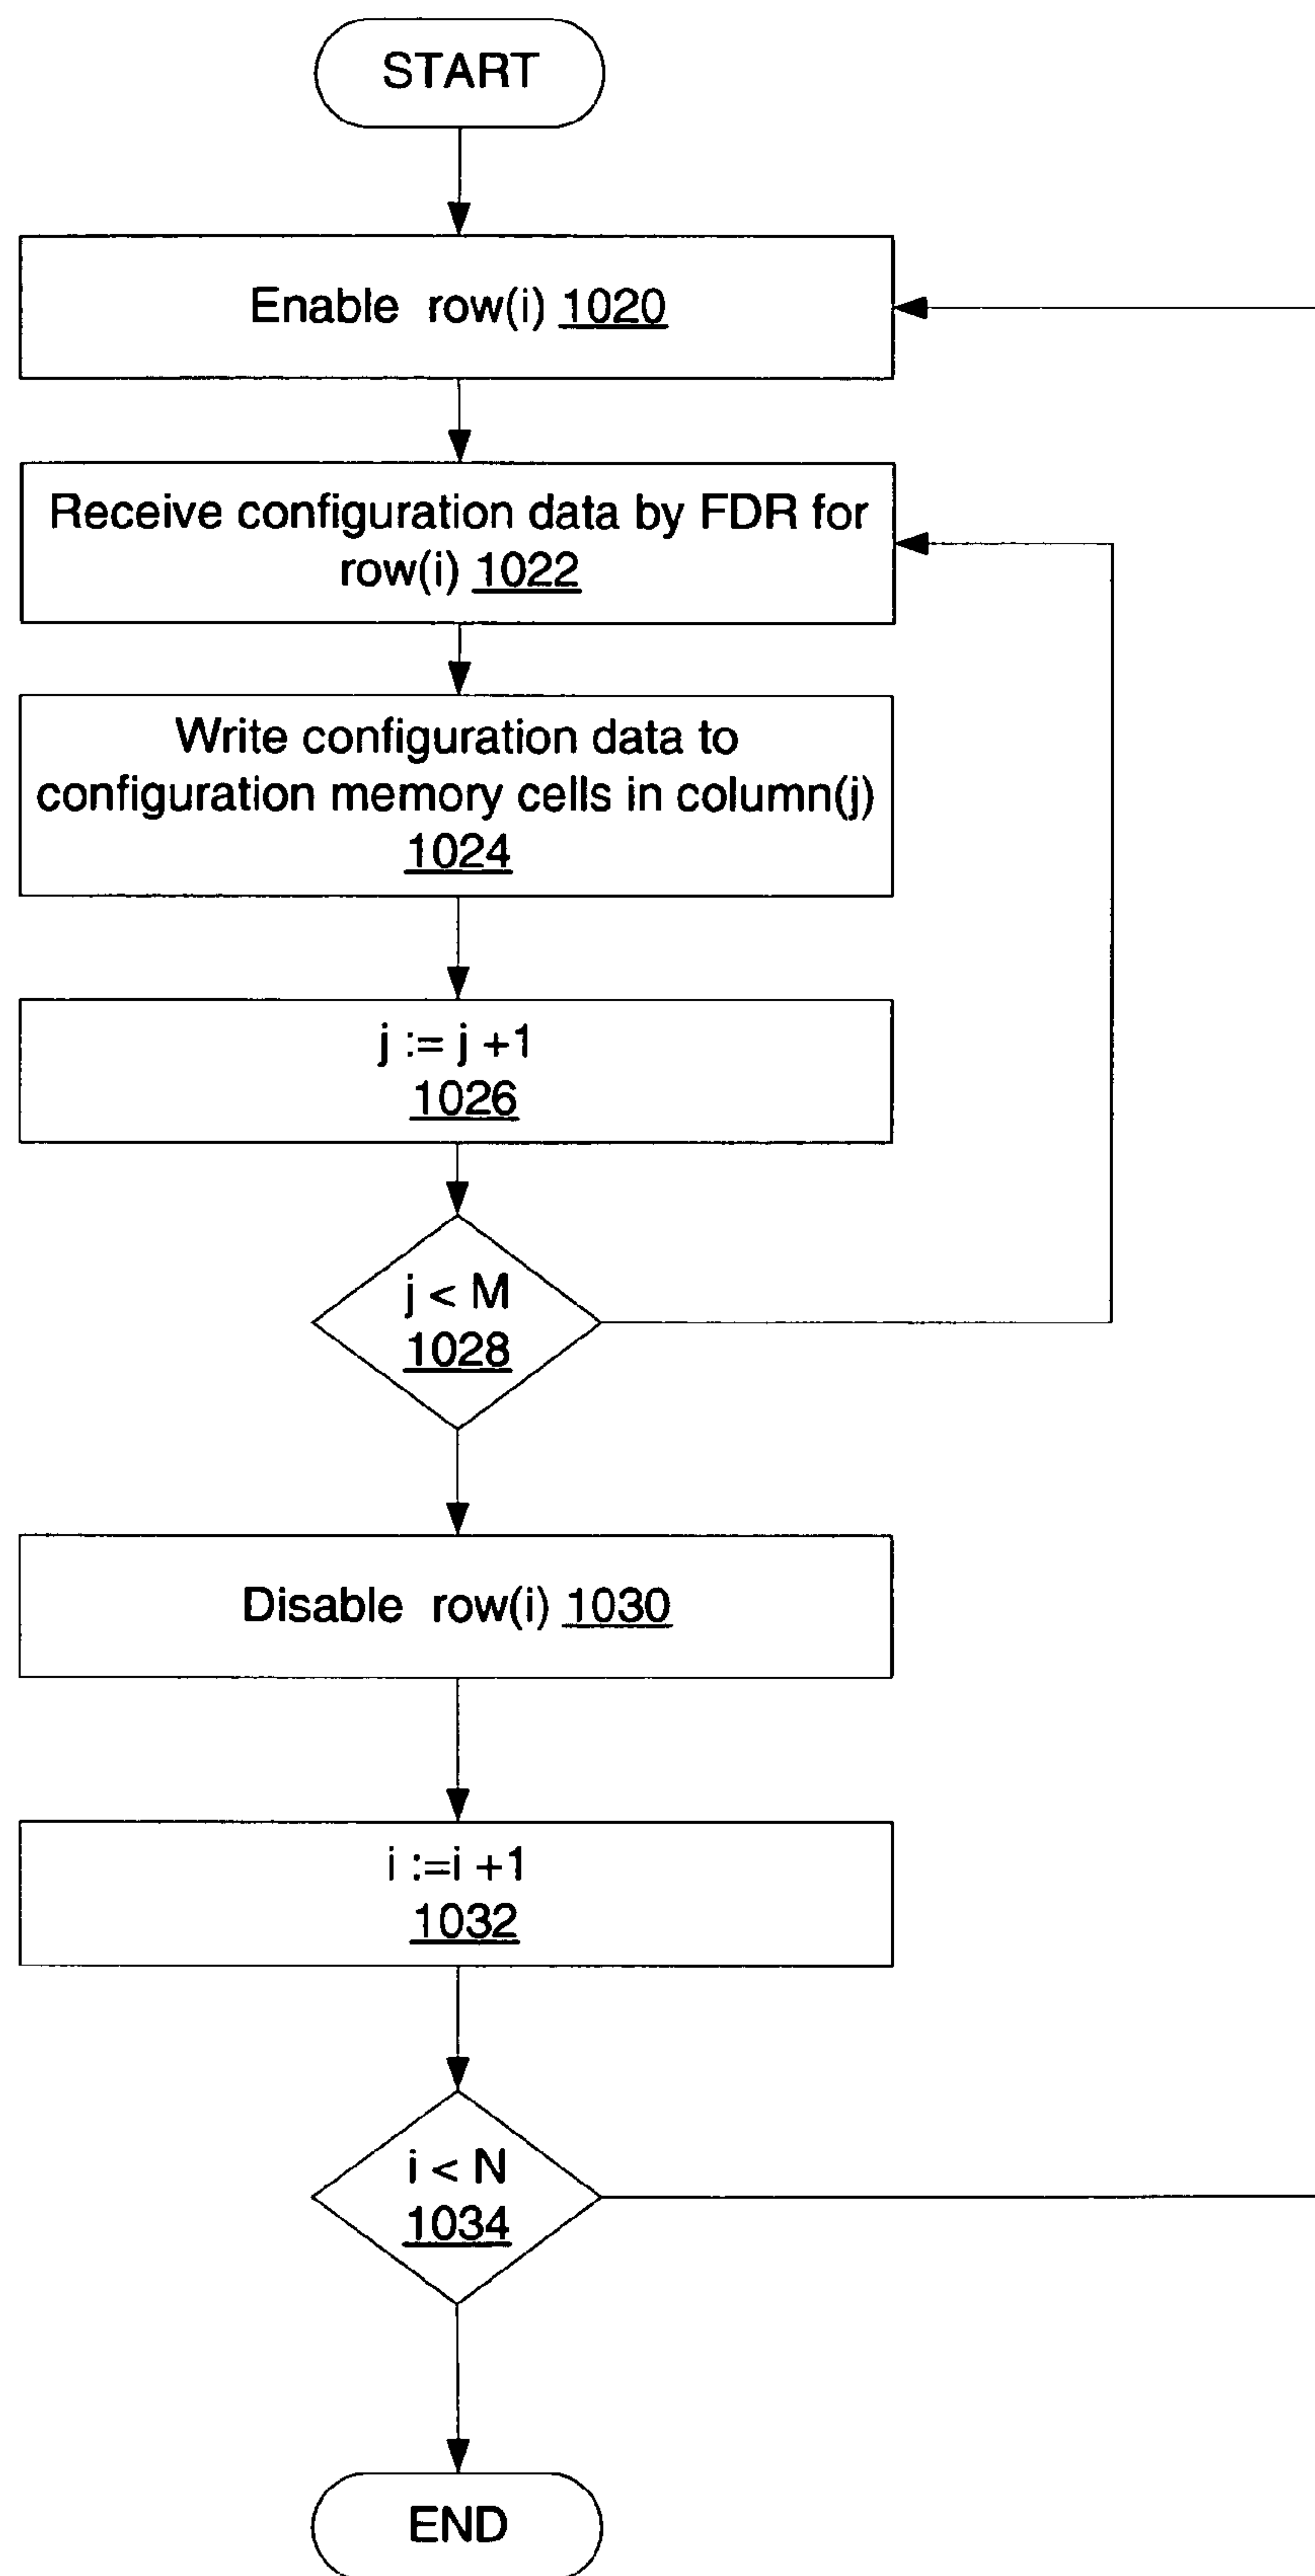 START
Enable row(i) 1020
Receive configuration data by FDR for
row(i) 1022
Write configuration data to
configuration memory cells in column(j)
1024
j := j +1
1026
j < M
1028
Disable row(i) 1030
i :=i +1
1032
i < N
1034
END